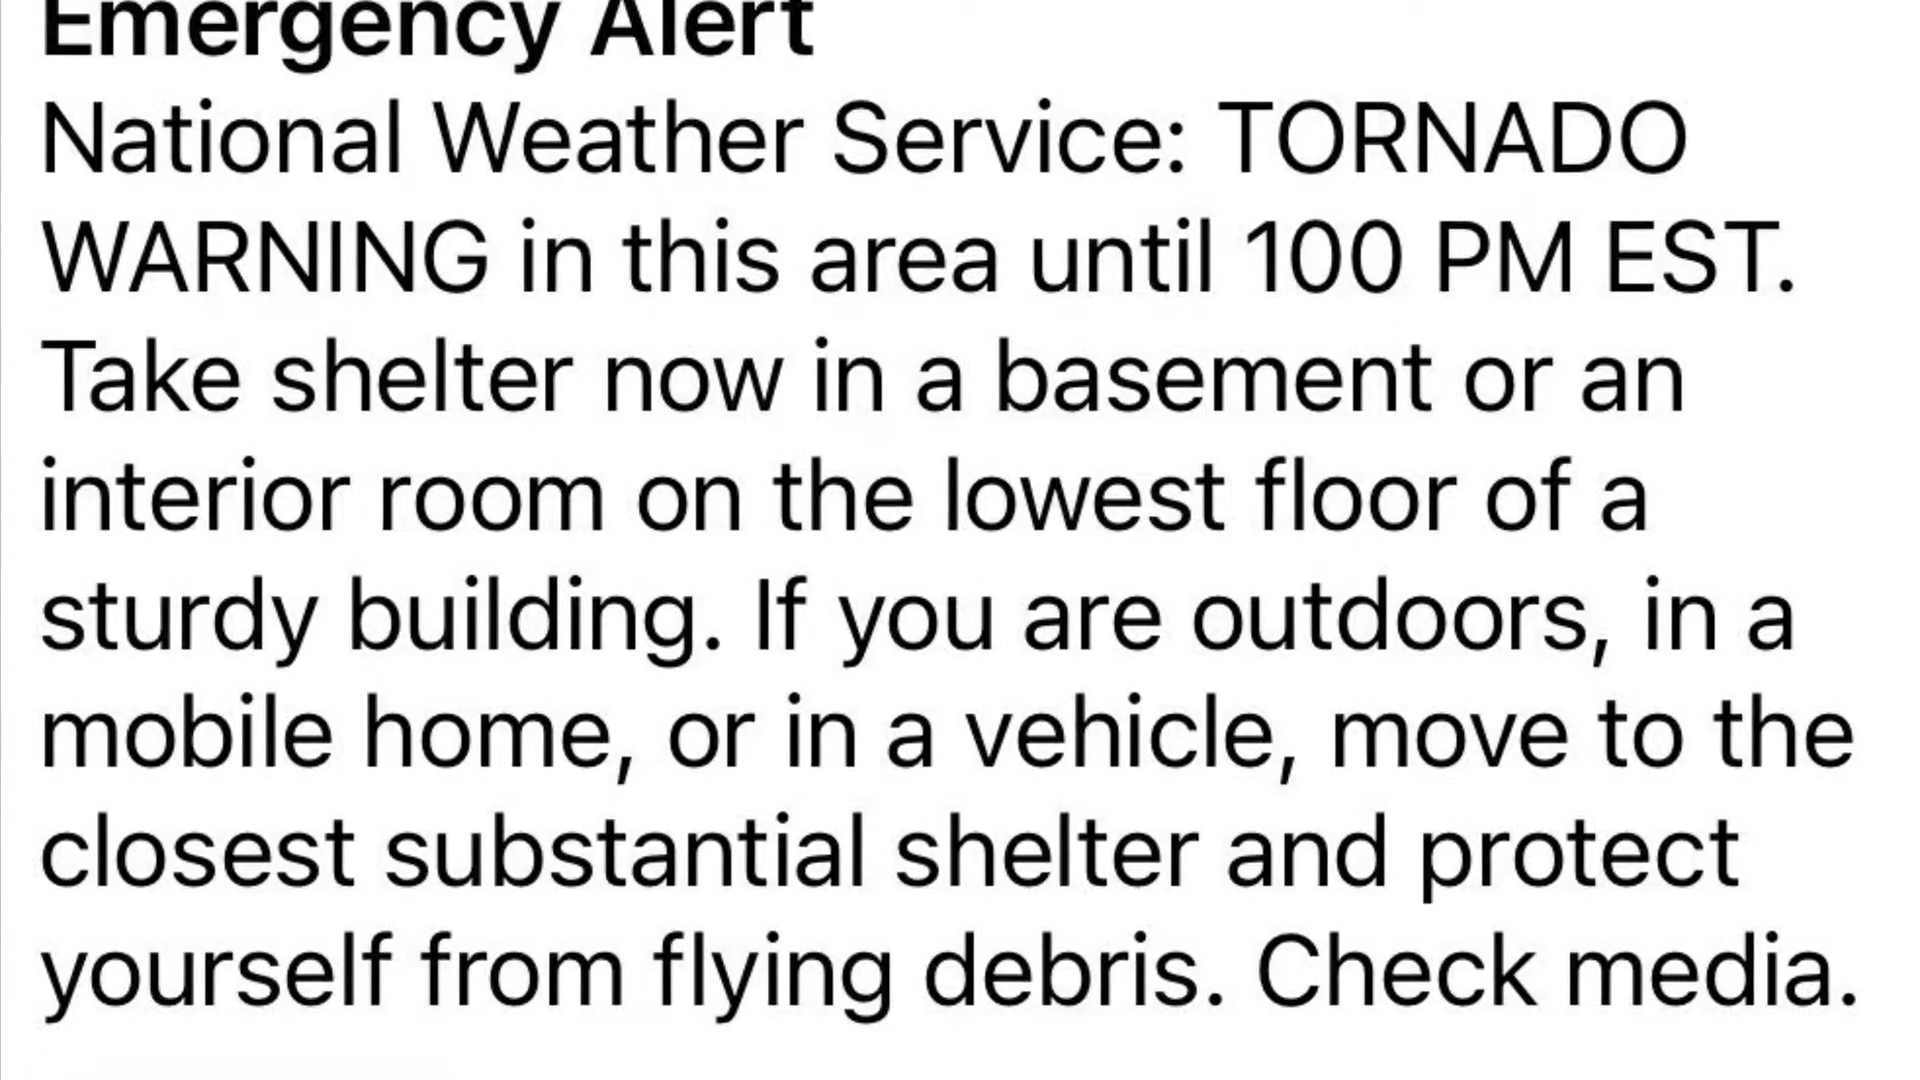 Emergency Alert
National Weather Service: TORNADO
WARNING in this area until 100 PM EST.
Take shelter now in a basement or an
interior room on the lowest floor of a
sturdy building. If you are outdoors, in a
mobile home, or in a vehicle, move to the
closest substantial shelter and protect
yourself from flying debris. Check media.